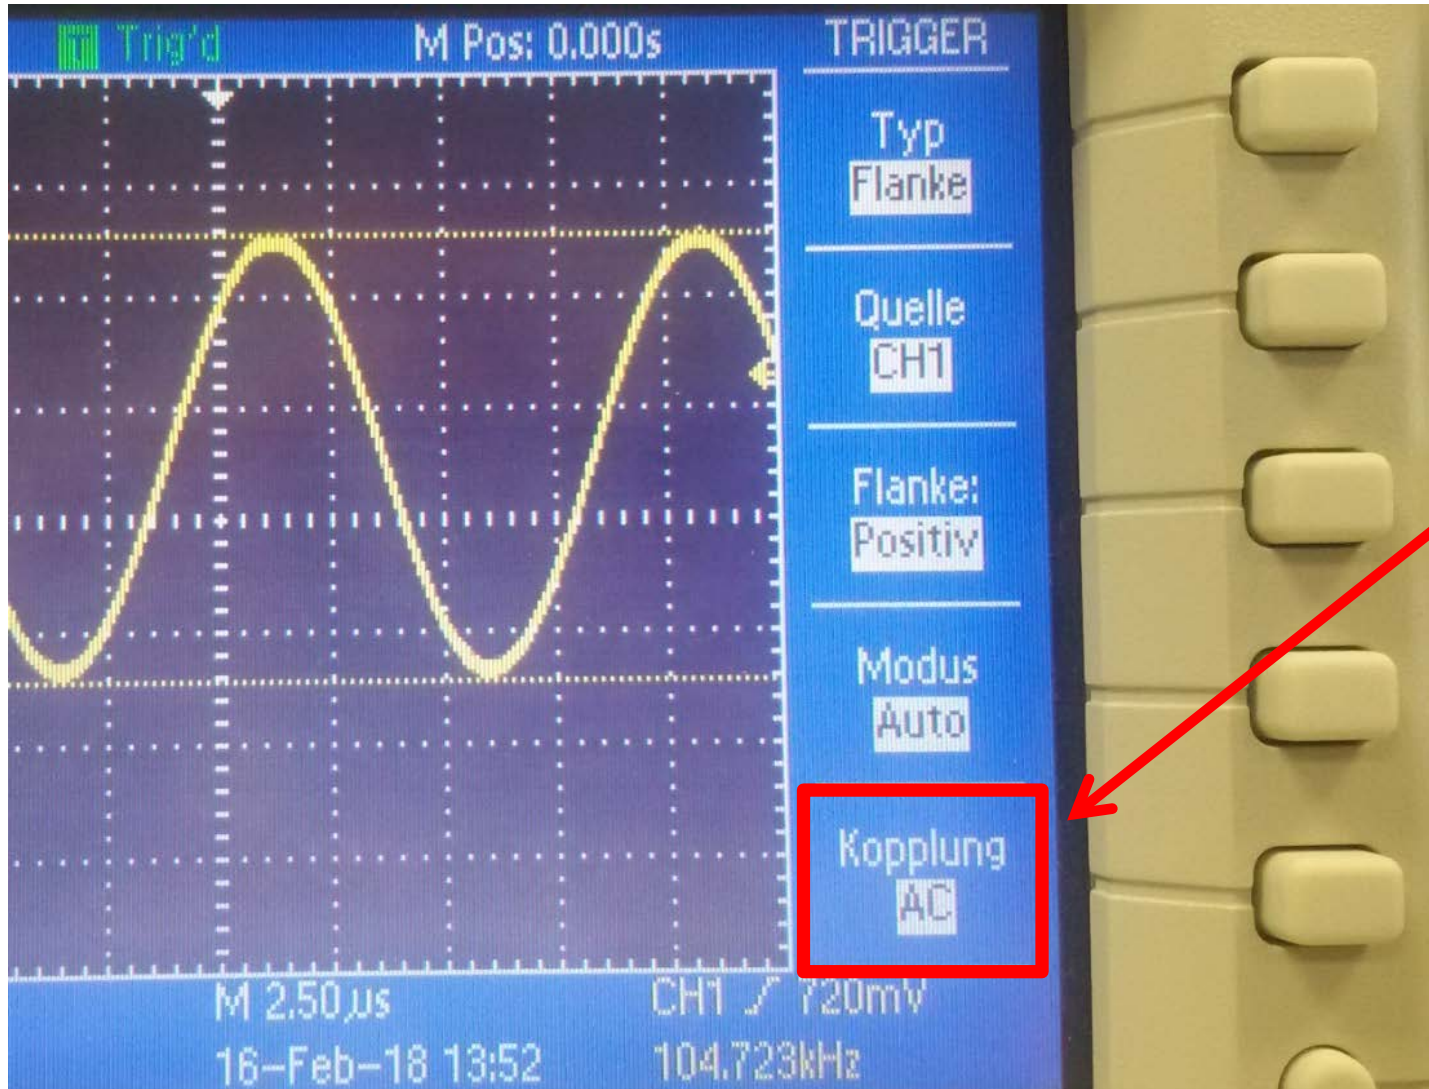 T Trig'd M Pos: 0.000s TRIGGER
Typ
Flanke
Quelle
CH1
Flanke:
Positiv
Modus
Auto
Kopplung
AC
M 2.50µs CH1 / 720mV
16-Feb-18 13:52 104.723kHz